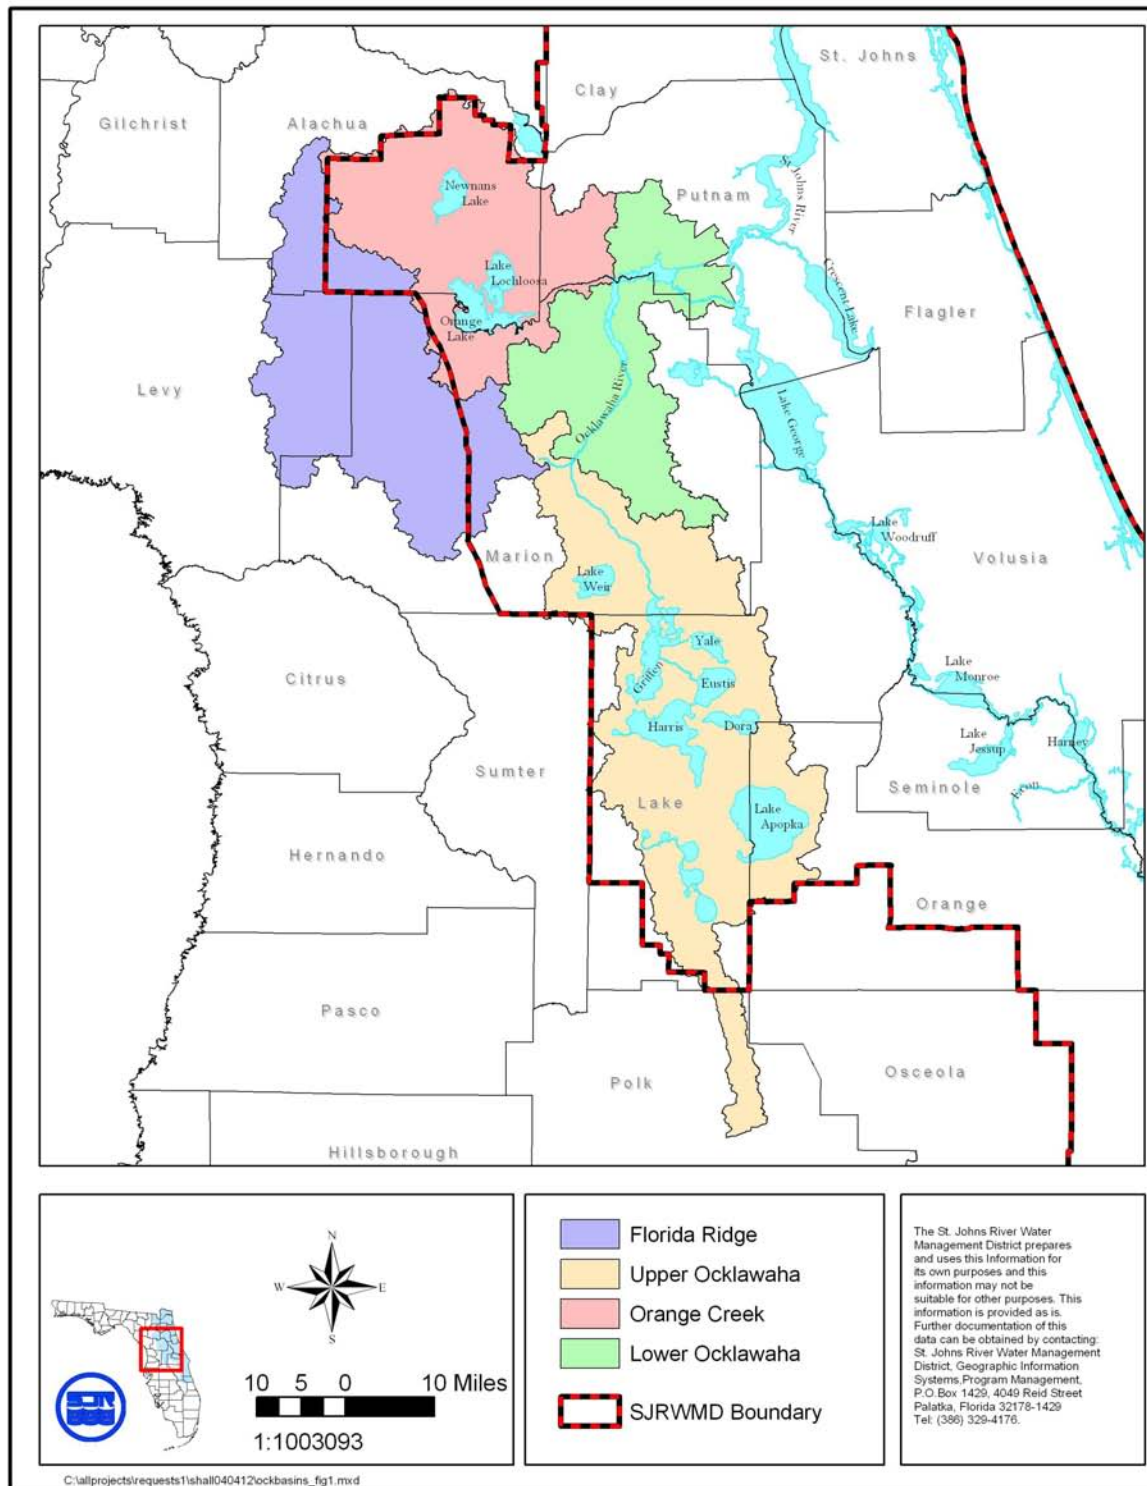 St. Johns
Clay
Gilchrist
Alachua
St Johns River
Putnam
Newnans
Lake
Lake
Lochloosa
Crescent Lake
Flagler
Orange
Lake
Levy
Ocklawaha River
Lake George
Lake
Woodruff
Marion
Volusia
Lake
Weir
Yale
Lake
Monroe
Citrus
Griffen
Eustis
Harris
Dora
Lake
Jessup
Harney
Sumter
Econ
Seminole
Lake
Lake
Apopka
Hernando
Orange
Pasco
Osceola
Polk
Hillsborough
N
W
E
S
10 5 0 10 Miles
1:1003093
SJR
Florida Ridge
Upper Ocklawaha
Orange Creek
Lower Ocklawaha
SJRWMD Boundary
The St. Johns River Water
Management District prepares
and uses this Information for
its own purposes and this
information may not be
suitable for other purposes. This
information is provided as is.
Further documentation of this
data can be obtained by contacting:
St. Johns River Water Management
District, Geographic Information
Systems,Program Management,
P.O.Box 1429, 4049 Reid Street
Palatka, Florida 32178-1429
Tel: (386) 329-4176.
C:\allprojects\requests1\shall040412\ockbasins_fig1.mxd